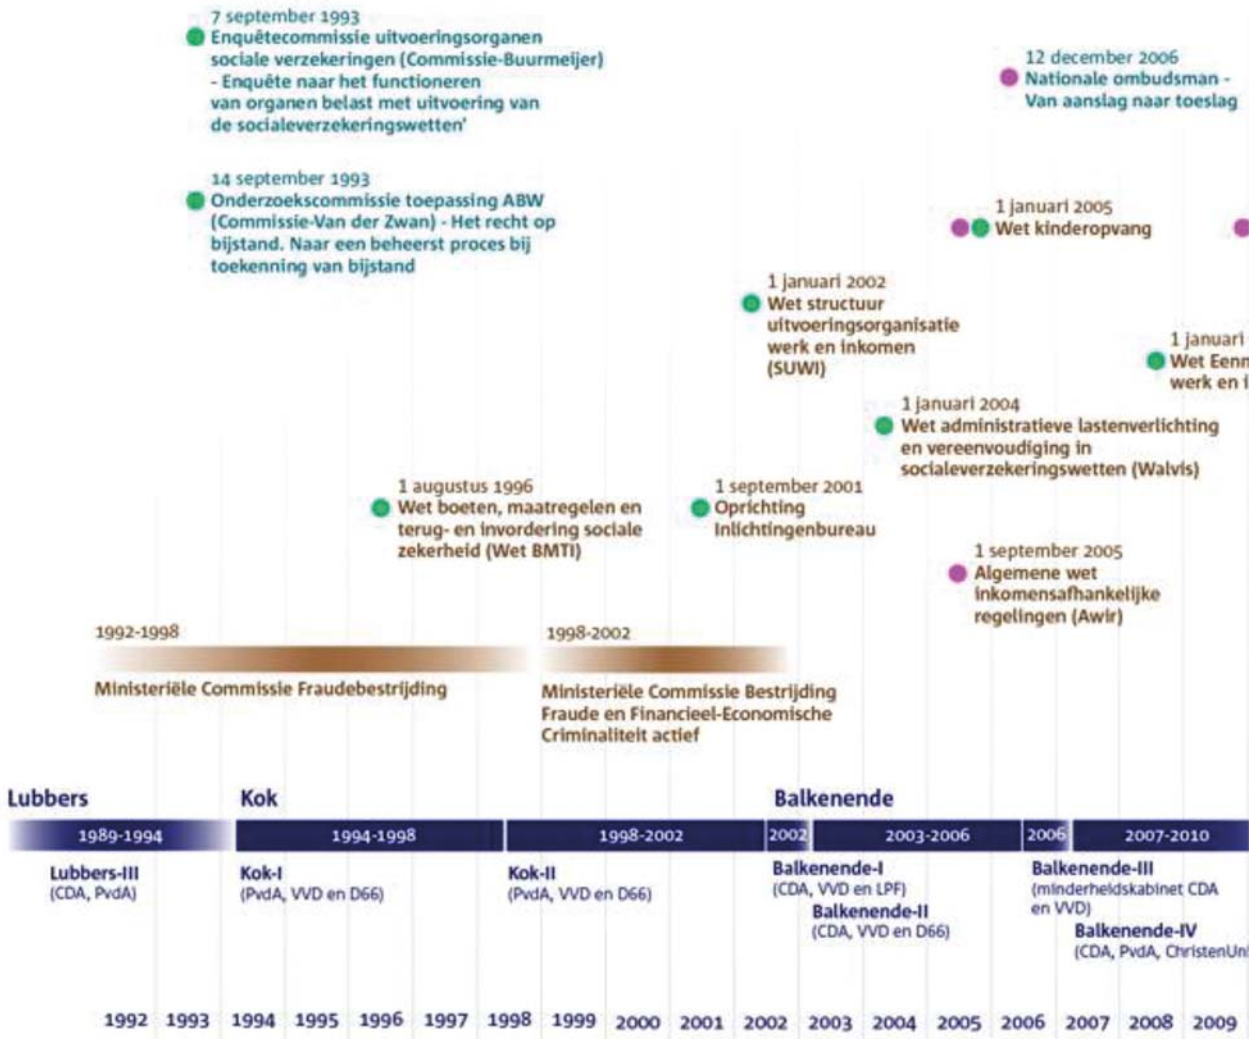 7 september 1993
Enquêtecommissie uitvoeringsorganen
sociale verzekeringen (Commissie-Buurmeijer)
- Enquête naar het functioneren
van organen belast met uitvoering van
de socialeverzekeringswetten'
12 december 2006
Nationale ombudsman -
Van aanslag naar toeslag
14 september 1993
Onderzoekscommissie toepassing ABW
(Commissie-Van der Zwan) - Het recht op
bijstand. Naar een beheerst proces bij
toekenning van bijstand
1 januari 2005
Wet kinderopvang
1 januari 2002
Wet structuur
uitvoeringsorganisatie
werk en inkomen
(SUWI)
1 januari
Wet Eenm
werk en i
1 januari 2004
Wet administratieve lastenverlichting
en vereenvoudiging in
socialeverzekeringswetten (Walvis)
1 augustus 1996
Wet boeten, maatregelen en
terug- en invordering sociale
zekerheid (Wet BMTI)
1 september 2001
Oprichting
Inlichtingenbureau
1 september 2005
Algemene wet
inkomensafhankelijke
regelingen (Awir)
1992-1998
Ministeriële Commissie Fraudebestrijding
1998-2002
Ministeriële Commissie Bestrijding
Fraude en Financieel-Economische
Criminaliteit actief
Lubbers Kok Balkenende
1989-1994 1994-1998 1998-2002 2002 2003-2006 2006 2007-2010
Lubbers-III
(CDA, PvdA)
Kok-I
(PvdA, VVD en D66)
Kok-II
(PvdA, VVD en D66)
Balkenende-I
(CDA, VVD en LPF)
Balkenende-II
(CDA, VVD en D66)
Balkenende-III
(minderheidskabinet CDA
en VVD)
Balkenende-IV
(CDA, PvdA, ChristenUni
1992 1993 1994 1995 1996 1997 1998 1999 2000 2001 2002 2003 2004 2005 2006 2007 2008 2009